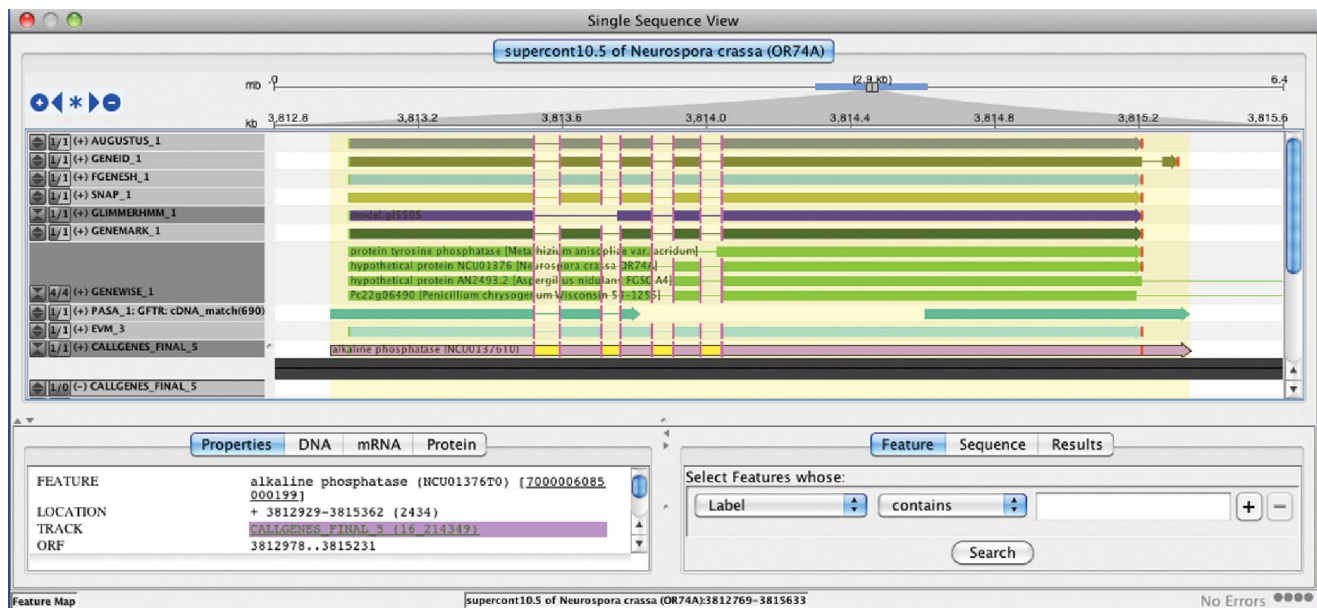 Single Sequence View
supercont10.5 of Neurospora crassa (OR74A)
mb 0 (2.9 kb) 6.4
kb 3,812.8 3,813.2 3,813.6 3,814.0 3,814.4 3,814.8 3,815.2 3,815.6
1/1 (+) AUGUSTUS_1
1/1 (+) GENEID_1
1/1 (+) FGENESH_1
1/1 (+) SNAP_1
1/1 (+) GLIMMERHMM_1 model.g15505
1/1 (+) GENEMARK_1
protein tyrosine phosphatase [Metarhizium anisopliae var. acridum]
hypothetical protein NCU01376 [Neurospora crassa OR74A]
hypothetical protein AN2493.2 [Aspergillus nidulans FGSC A4]
4/4 (+) GENEWISE_1 Pc22g06490 [Penicillium chrysogenum Wisconsin 54-1255]
1/1 (+) PASA_1: GFTR: cDNA_match(690)
1/1 (+) EVM_3
1/1 (+) CALLGENES_FINAL_5 alkaline phosphatase (NCU01376T0)
1/0 (-) CALLGENES_FINAL_5
Properties DNA mRNA Protein
FEATURE alkaline phosphatase (NCU01376T0) [7000006085
000199]
LOCATION + 3812929-3815362 (2434)
TRACK CALLGENES_FINAL_5 (16_214349)
ORF 3812978..3815231
Feature Sequence Results
Select Features whose:
Label contains + −
Search
Feature Map supercont10.5 of Neurospora crassa (OR74A):3812769-3815633 No Errors